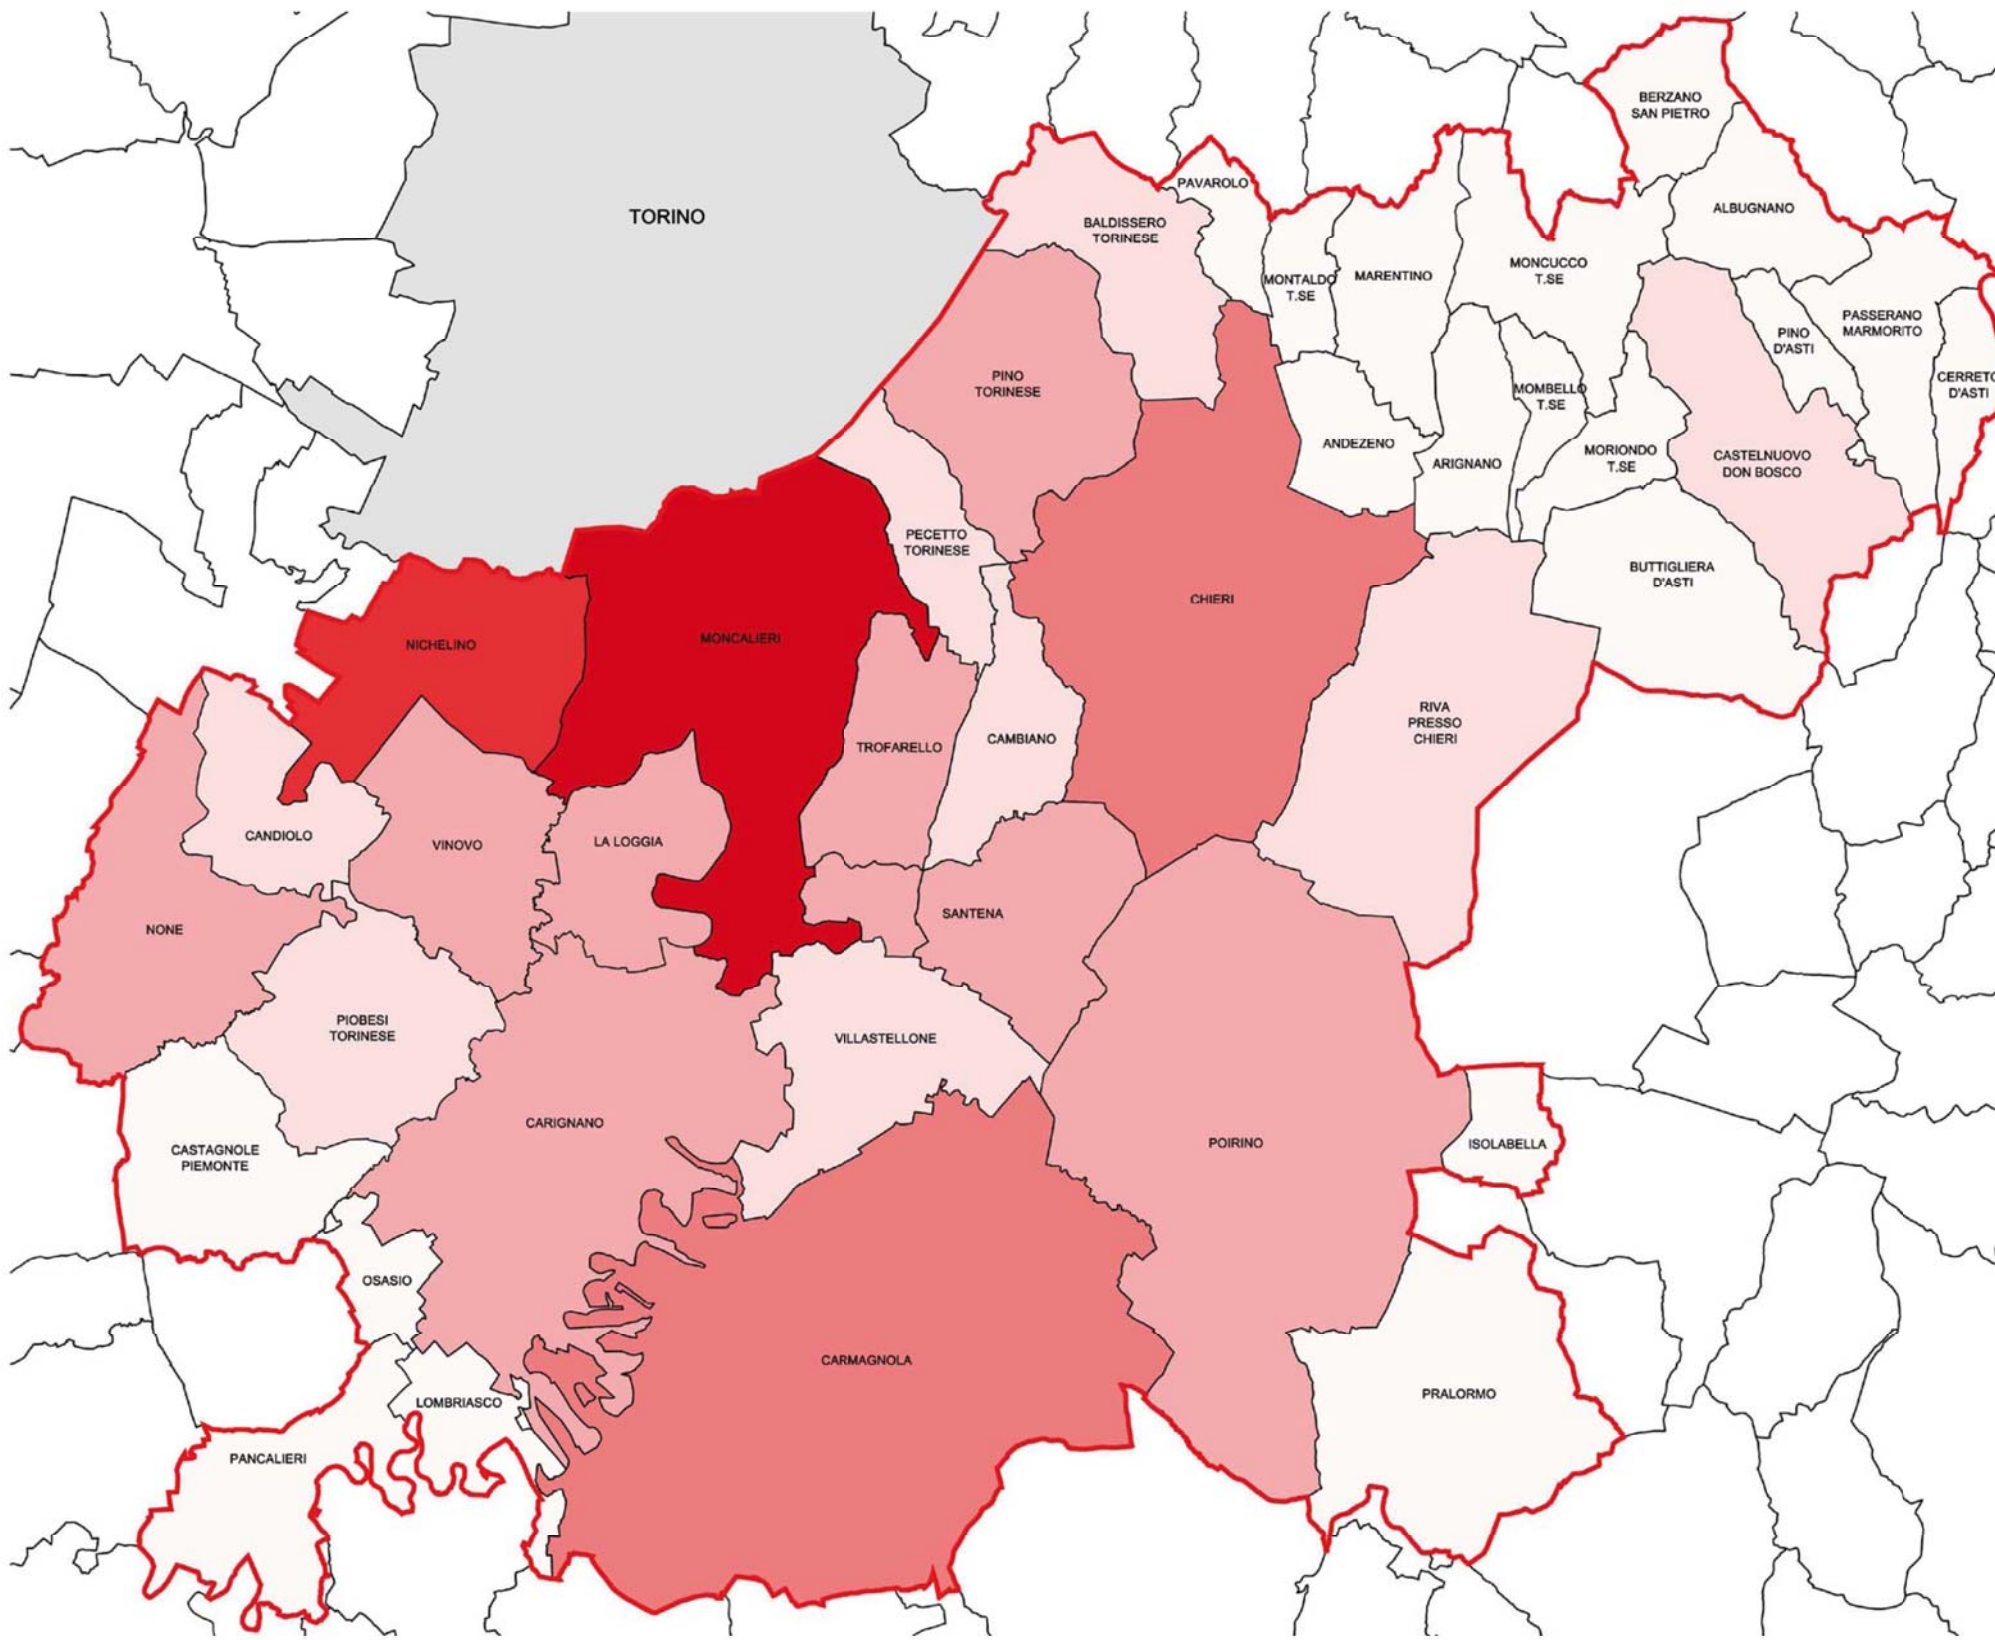 BERZANO
SAN PIETRO
TORINO
PAVAROLO
BALDISSERO
TORINESE
ALBUGNANO
MONTALDO
T.SE
MARENTINO
MONCUCCO
T.SE
PASSERANO
MARMORITO
PINO
D'ASTI
PINO
TORINESE
MOMBELLO
T.SE
CERRETO
D'ASTI
ANDEZENO
ARIGNANO
MORIONDO
T.SE
CASTELNUOVO
DON BOSCO
PECETTO
TORINESE
BUTTIGLIERA
D'ASTI
CHIERI
NICHELINO
MONCALIERI
RIVA
PRESSO
CHIERI
TROFARELLO
CAMBIANO
CANDIOLO
VINOVO
LA LOGGIA
NONE
SANTENA
PIOBESI
TORINESE
VILLASTELLONE
CARIGNANO
CASTAGNOLE
PIEMONTE
POIRINO
ISOLABELLA
OSASIO
CARMAGNOLA
PRALORMO
LOMBRIASCO
PANCALIERI